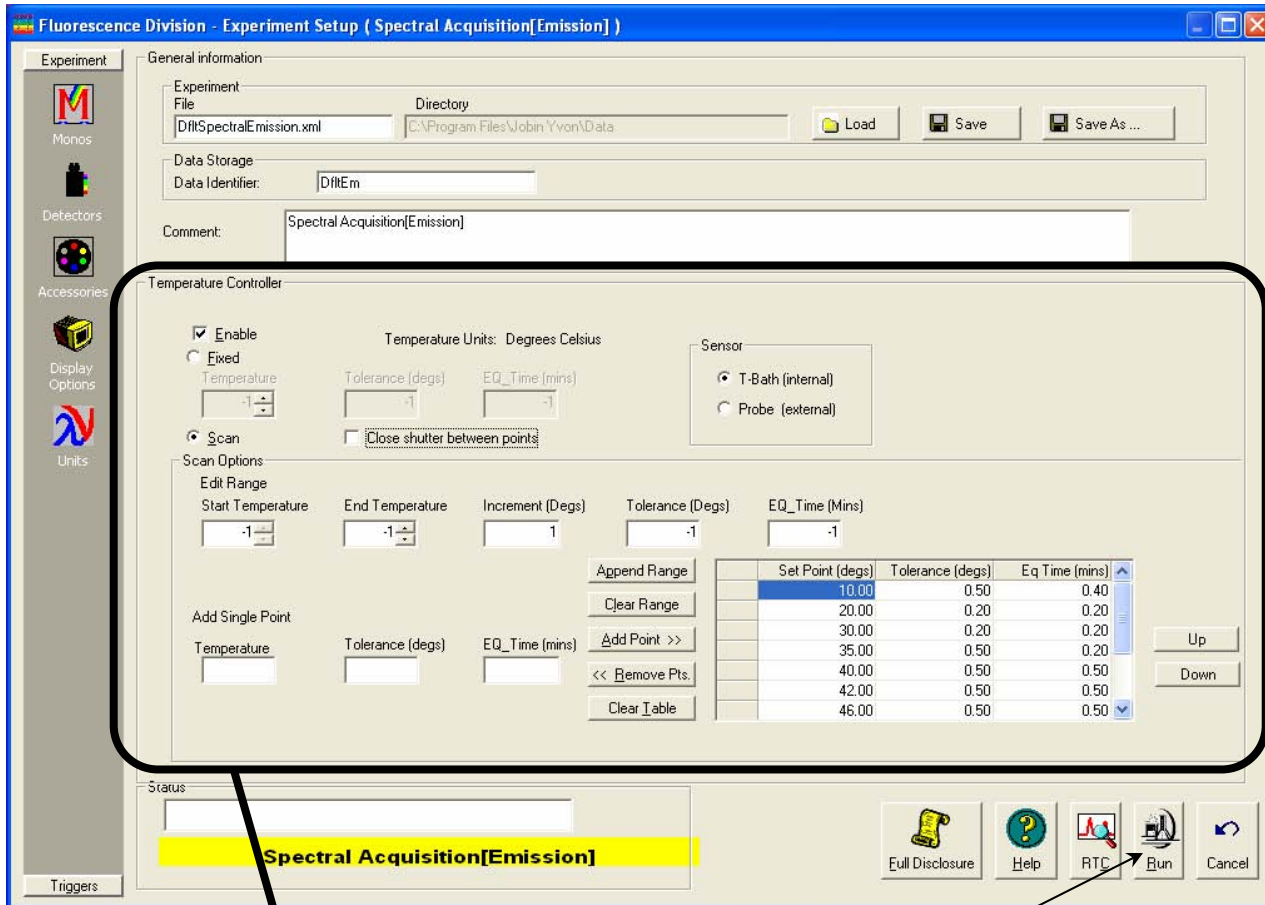 Fluorescence Division - Experiment Setup ( Spectral Acquisition[Emission] )
Experiment
Monos
Detectors
Accessories
Display
Options
Units
Triggers
General information
Experiment
File
Directory
DfltSpectralEmission.xml
C:\Program Files\Jobin Yvon\Data
Load
Save
Save As ...
Data Storage
Data Identifier:
DfltEm
Comment:
Spectral Acquisition[Emission]
Temperature Controller
Enable
Temperature Units: Degrees Celsius
Fixed
Temperature
Tolerance (degs)
EQ_Time (mins)
-1
-1
-1
Sensor
T-Bath (internal)
Probe (external)
Scan
Close shutter between points
Scan Options
Edit Range
Start Temperature
End Temperature
Increment (Degs)
Tolerance (Degs)
EQ_Time (Mins)
-1
-1
1
-1
-1
Add Single Point
Temperature
Tolerance (degs)
EQ_Time (mins)
Append Range
Clear Range
Add Point >>
<< Remove Pts.
Clear Table
Set Point (degs) Tolerance (degs) Eq Time (mins)
10.00 0.50 0.40
20.00 0.20 0.20
30.00 0.20 0.20
35.00 0.50 0.20
40.00 0.50 0.50
42.00 0.50 0.50
46.00 0.50 0.50
Up
Down
Status
Spectral Acquisition[Emission]
Full Disclosure
Help
RTC
Run
Cancel